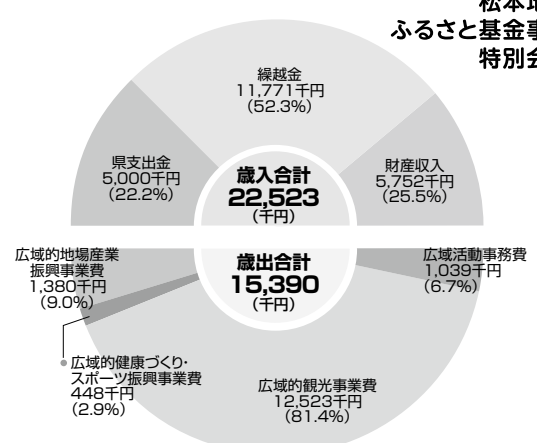 松本地
ふるさと基金事
特別会
繰越金
11,771千円
(52.3%)
県支出金
5,000千円
(22.2%)
歳入合計
22,523
(千円)
財産収入
5,752千円
(25.5%)
広域的地場産業
振興事業費
1,380千円
(9.0%)
歳出合計
15,390
(千円)
広域活動事務費
1,039千円
(6.7%)
広域的健康づくり・
スポーツ振興事業費
448千円
(2.9%)
広域的観光事業費
12,523千円
(81.4%)